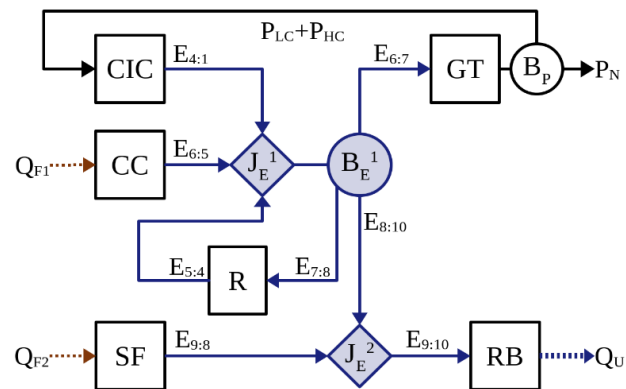 P_LC+P_HC
CIC E_4:1 E_6:7 GT B_P P_N
Q_F1 CC E_6:5 J_E^1 B_E^1
E_8:10
E_5:4 R E_7:8
Q_F2 SF E_9:8 J_E^2 E_9:10 RB Q_U